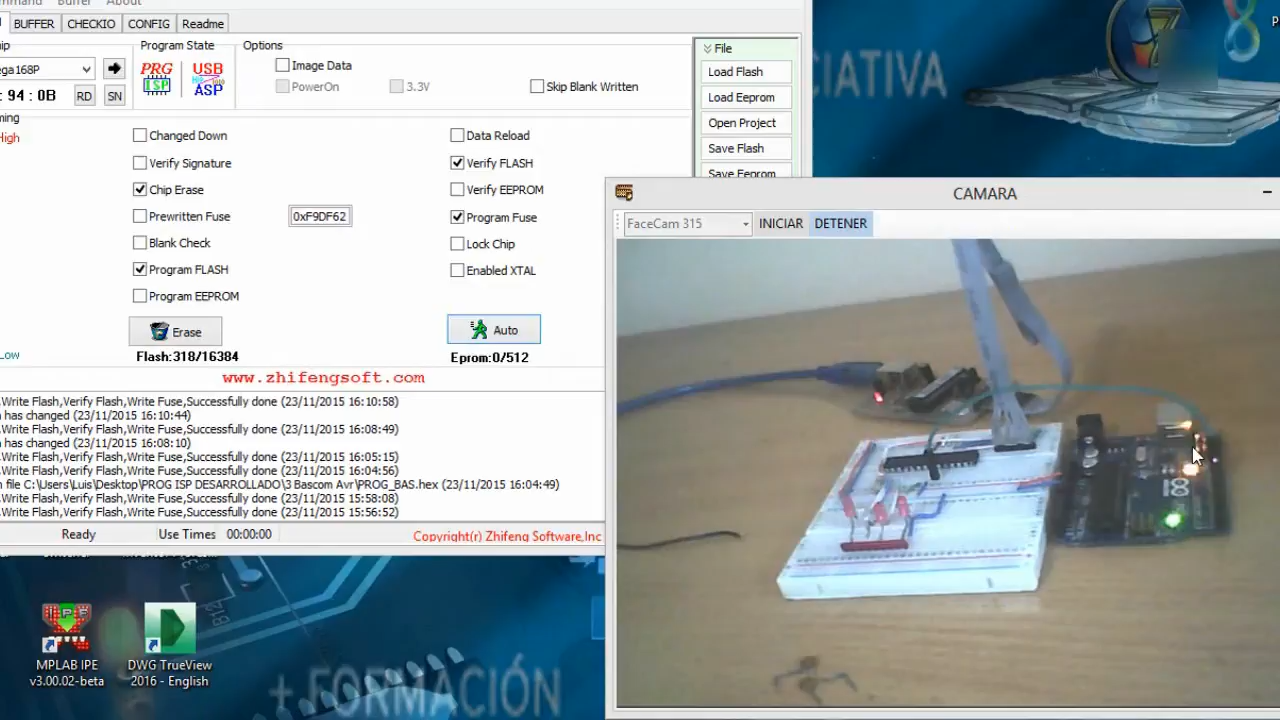 Buffer About
BUFFER CHECKIO CONFIG Readme
Program State Options
ega168P
PRG ISP USB ASP
Image Data
PowerOn 3.3V Skip Blank Written
: 94 : 0B RD SN
High
Changed Down Data Reload
Verify Signature Verify FLASH
Chip Erase Verify EEPROM
Prewritten Fuse 0xF9DF62 Program Fuse
Blank Check Lock Chip
Program FLASH Enabled XTAL
Program EEPROM
Erase Auto
Low Flash:318/16384 Eprom:0/512
www.zhifengsoft.com
,Write Flash,Verify Flash,Write Fuse,Successfully done (23/11/2015 16:10:58)
has changed (23/11/2015 16:10:44)
,Write Flash,Verify Flash,Write Fuse,Successfully done (23/11/2015 16:08:49)
has changed (23/11/2015 16:08:10)
,Write Flash,Verify Flash,Write Fuse,Successfully done (23/11/2015 16:05:15)
,Write Flash,Verify Flash,Write Fuse,Successfully done (23/11/2015 16:04:56)
file C:\Users\Luis\Desktop\PROG ISP DESARROLLADO\3 Bascom Avr\PROG_BAS.hex (23/11/2015 16:04:49)
,Write Flash,Verify Flash,Write Fuse,Successfully done (23/11/2015 15:58:08)
,Write Flash,Verify Flash,Write Fuse,Successfully done (23/11/2015 15:56:52)
Ready Use Times 00:00:00 Copyright(r) Zhifeng Software,Inc
File
Load Flash
Load Eeprom
Open Project
Save Flash
Save Eeprom
CIATIVA
8
CAMARA
FaceCam 315 INICIAR DETENER
MPLAB IPE
v3.00.02-beta
DWG TrueView
2016 - English
+ FORMACIÓN